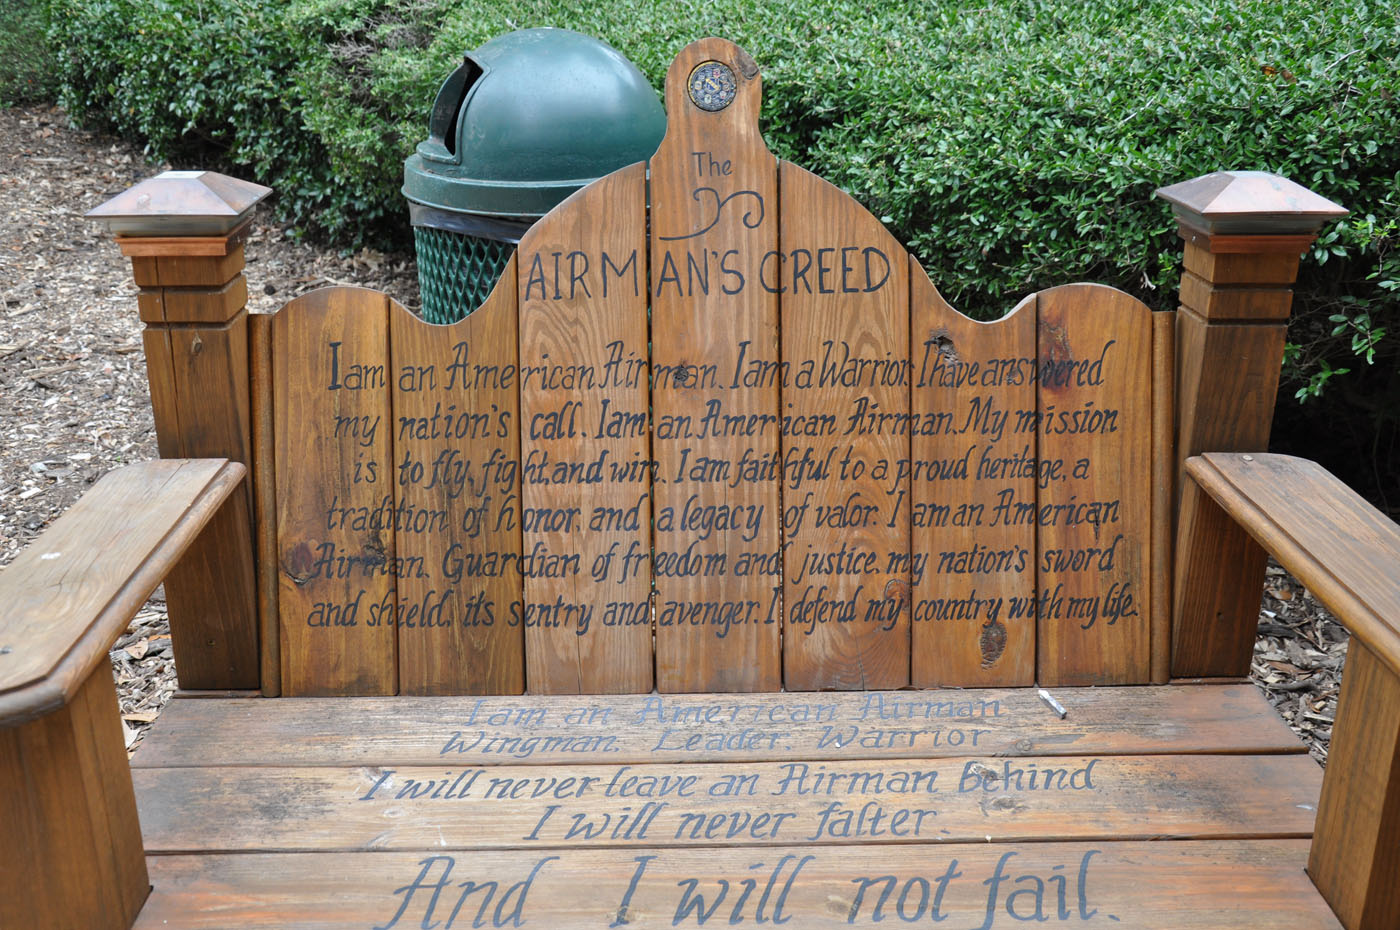 The
AIRMAN'S CREED
I am an American Airman. I am a Warrior. I have answered
my nation's call. I am an American Airman. My mission
is to fly, fight, and win. I am faithful to a proud heritage, a
tradition of honor, and a legacy of valor. I am an American
Airman. Guardian of freedom and justice, my nation's sword
and shield, its sentry and avenger. I defend my country with my life.
I am an American Airman
Wingman. Leader. Warrior
I will never leave an Airman behind
I will never falter.
And I will not fail.